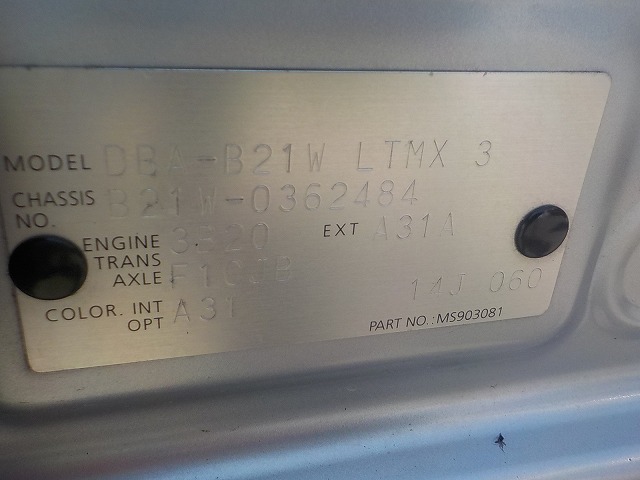 MODEL DBA-B21W LTMX 3
CHASSIS NO. B21W-0362484
ENGINE 3B20 EXT A31A
TRANS AXLE F1CJB
COLOR. INT OPT A31
14J 060
PART NO.:MS903081